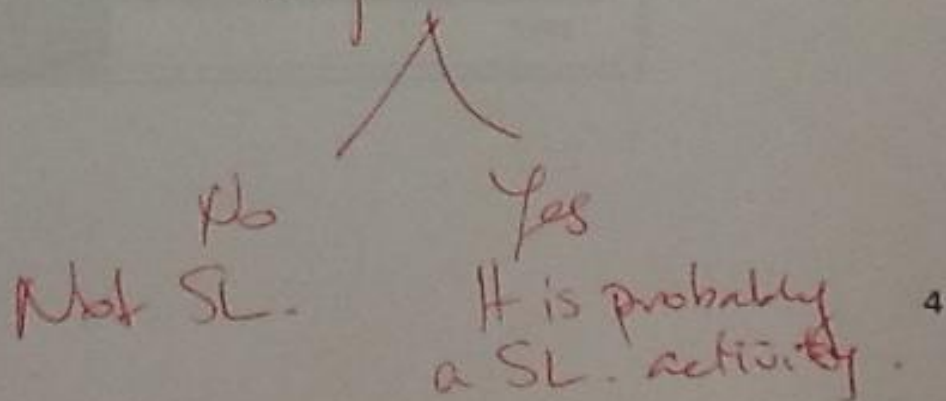 No Yes
Not SL. It is probably
a SL. activity.
4